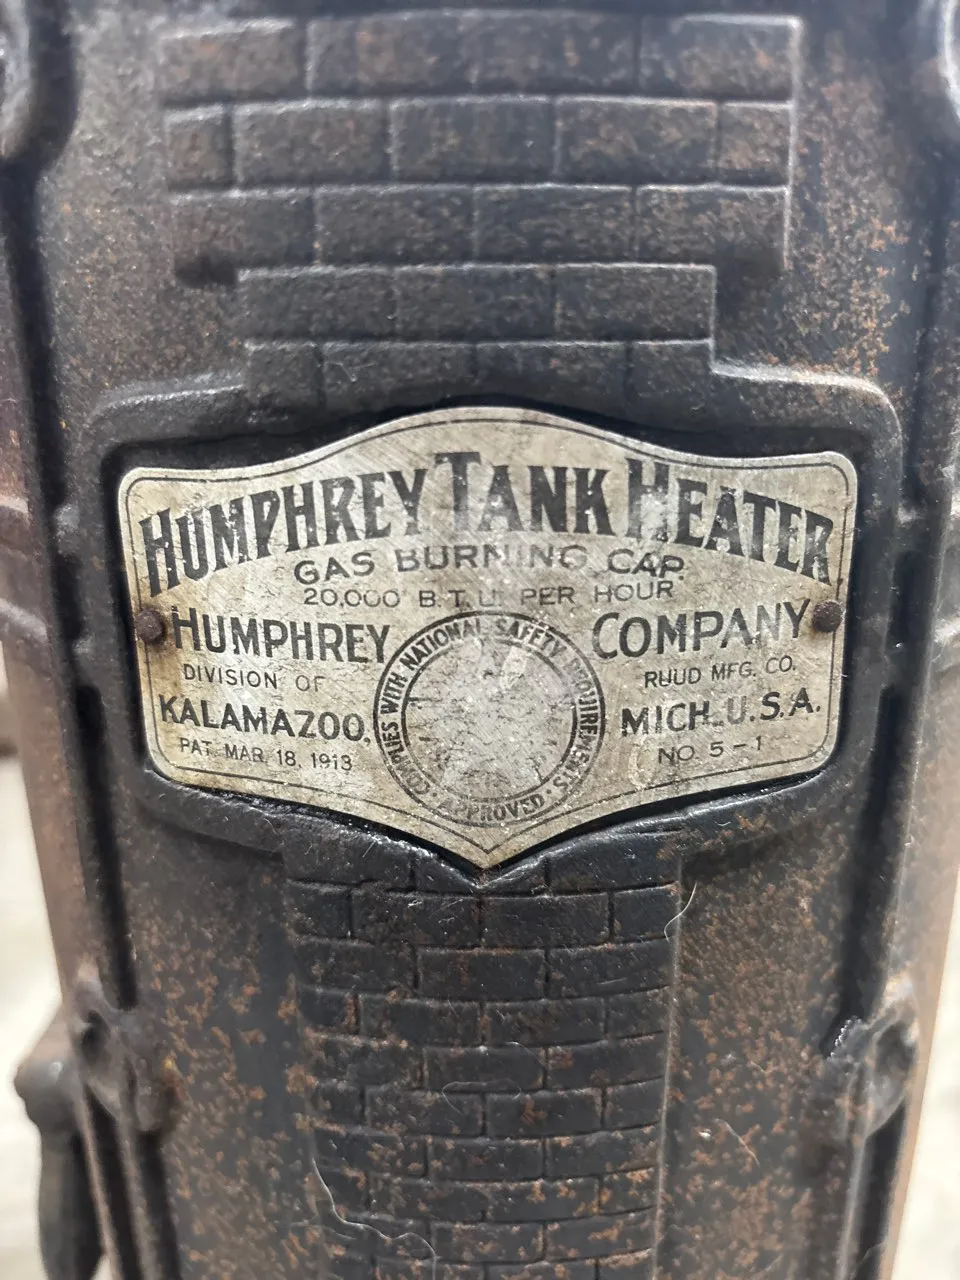 HUMPHREY TANK HEATER
GAS BURNING CAP.
20,000 B.T.U. PER HOUR
HUMPHREY COMPANY
DIVISION OF RUUD MFG. CO.
KALAMAZOO, MICH. U.S.A.
PAT. MAR. 18, 1913 NO. 5-1
COMPLIES WITH NATIONAL SAFETY REQUIREMENTS
· APPROVED ·